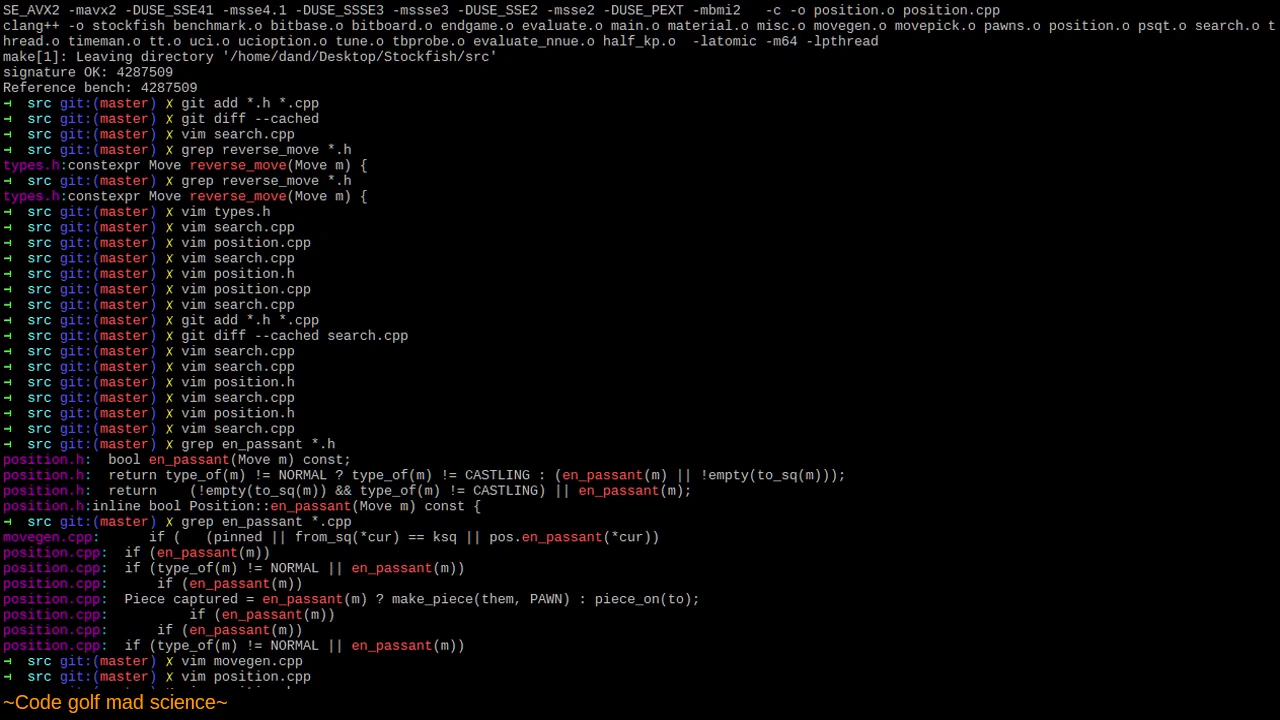 SE_AVX2 -mavx2 -DUSE_SSE41 -msse4.1 -DUSE_SSSE3 -mssse3 -DUSE_SSE2 -msse2 -DUSE_PEXT -mbmi2   -c -o position.o position.cpp
clang++ -o stockfish benchmark.o bitbase.o bitboard.o endgame.o evaluate.o main.o material.o misc.o movegen.o movepick.o pawns.o position.o psqt.o search.o t
hread.o timeman.o tt.o uci.o ucioption.o tune.o tbprobe.o evaluate_nnue.o half_kp.o  -latomic -m64 -lpthread
make[1]: Leaving directory '/home/dand/Desktop/Stockfish/src'
signature OK: 4287509
Reference bench: 4287509
src git:(master) ✗ git add *.h *.cpp
src git:(master) ✗ git diff --cached
src git:(master) ✗ vim search.cpp
src git:(master) ✗ grep reverse_move *.h
types.h:constexpr Move reverse_move(Move m) {
src git:(master) ✗ grep reverse_move *.h
types.h:constexpr Move reverse_move(Move m) {
src git:(master) ✗ vim types.h
src git:(master) ✗ vim search.cpp
src git:(master) ✗ vim position.cpp
src git:(master) ✗ vim search.cpp
src git:(master) ✗ vim position.h
src git:(master) ✗ vim position.cpp
src git:(master) ✗ vim search.cpp
src git:(master) ✗ git add *.h *.cpp
src git:(master) ✗ git diff --cached search.cpp
src git:(master) ✗ vim search.cpp
src git:(master) ✗ vim search.cpp
src git:(master) ✗ vim position.h
src git:(master) ✗ vim search.cpp
src git:(master) ✗ vim position.h
src git:(master) ✗ vim search.cpp
src git:(master) ✗ grep en_passant *.h
position.h:  bool en_passant(Move m) const;
position.h:  return type_of(m) != NORMAL ? type_of(m) != CASTLING : (en_passant(m) || !empty(to_sq(m)));
position.h:  return    (!empty(to_sq(m)) && type_of(m) != CASTLING) || en_passant(m);
position.h:inline bool Position::en_passant(Move m) const {
src git:(master) ✗ grep en_passant *.cpp
movegen.cpp:      if (   (pinned || from_sq(*cur) == ksq || pos.en_passant(*cur))
position.cpp:  if (en_passant(m))
position.cpp:  if (type_of(m) != NORMAL || en_passant(m))
position.cpp:      if (en_passant(m))
position.cpp:  Piece captured = en_passant(m) ? make_piece(them, PAWN) : piece_on(to);
position.cpp:          if (en_passant(m))
position.cpp:      if (en_passant(m))
position.cpp:  if (type_of(m) != NORMAL || en_passant(m))
src git:(master) ✗ vim movegen.cpp
src git:(master) ✗ vim position.cpp
~Code golf mad science~